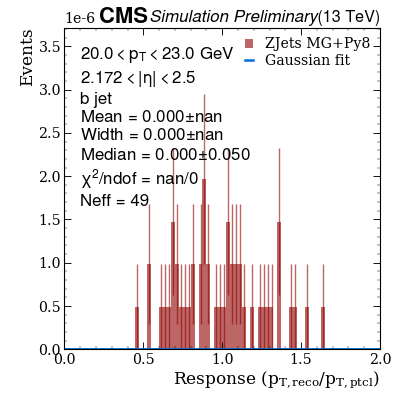 1e-6 CMS Simulation Preliminary (13 TeV)
Events
20.0 < pT < 23.0 GeV
2.172 < |η| < 2.5
b jet
Mean = 0.000±nan
Width = 0.000±nan
Median = 0.000±0.050
χ²/ndof = nan/0
Neff = 49
ZJets MG+Py8
Gaussian fit
3.5
3.0
2.5
2.0
1.5
1.0
0.5
0.0
0.0 0.5 1.0 1.5 2.0
Response (pT,reco/pT,ptcl)